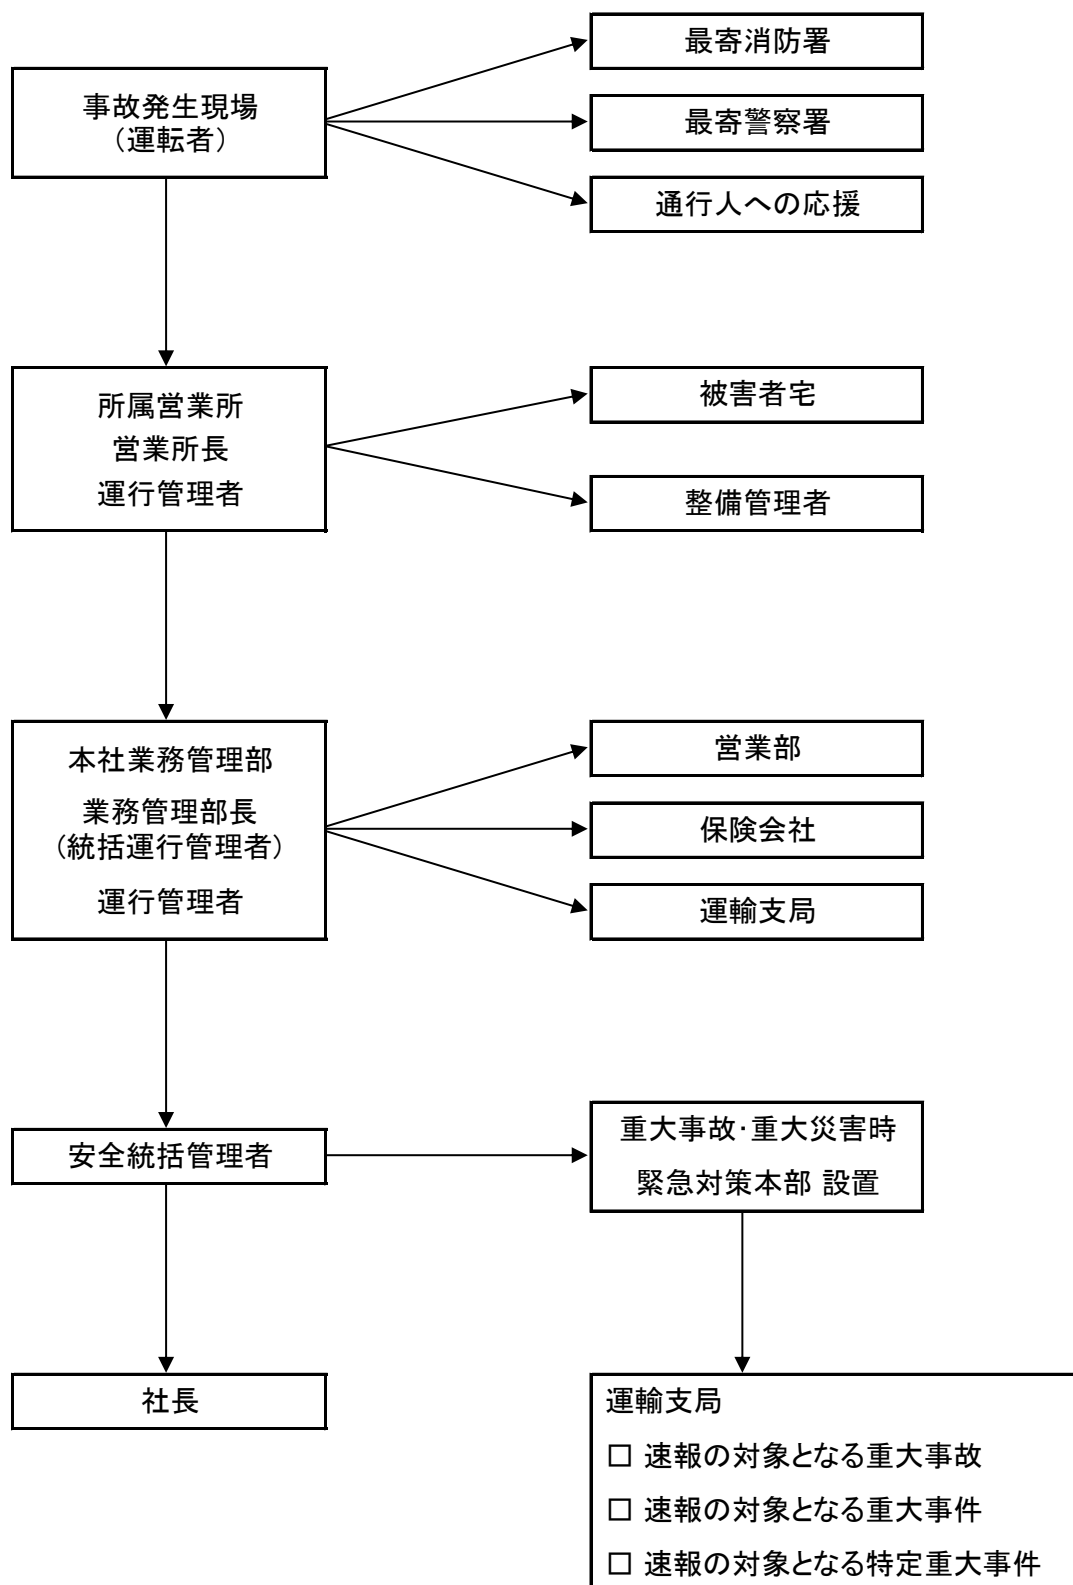 最寄消防署
事故発生現場
（運転者）
最寄警察署
通行人への応援
所属営業所
営業所長
運行管理者
被害者宅
整備管理者
本社業務管理部
業務管理部長
（統括運行管理者）
運行管理者
営業部
保険会社
運輸支局
安全統括管理者
重大事故・重大災害時
緊急対策本部 設置
社長
運輸支局
□ 速報の対象となる重大事故
□ 速報の対象となる重大事件
□ 速報の対象となる特定重大事件